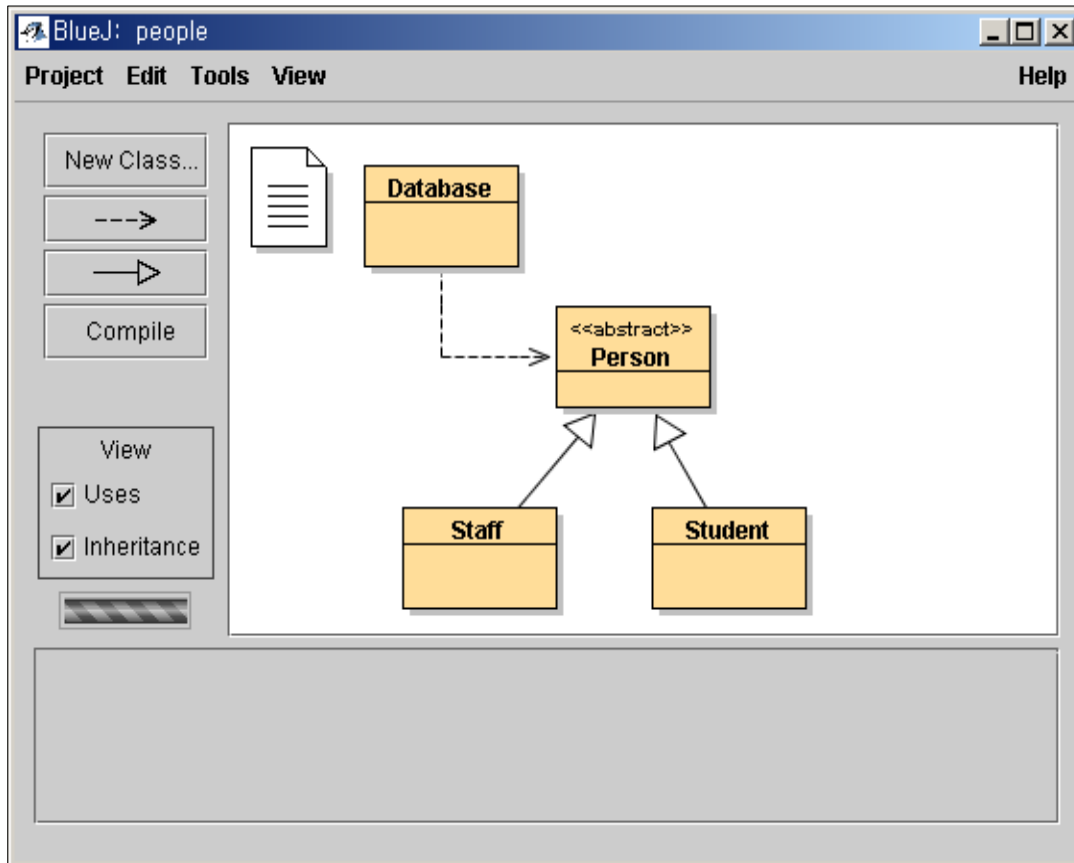 BlueJ: people
Project Edit Tools View Help
New Class...
Compile
View
Uses
Inheritance
Database
<<abstract>>
Person
Staff
Student